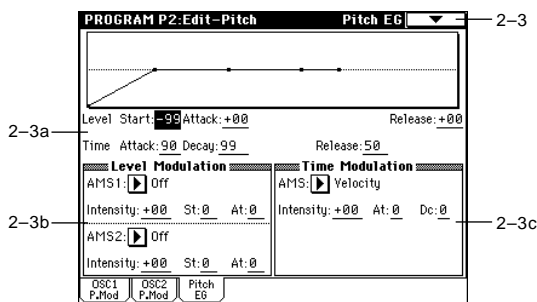 PROGRAM P2:Edit-Pitch Pitch EG
2–3
Level Start:-99 Attack:+00 Release:+00
2–3a
Time Attack:90 Decay:99 Release:50
Level Modulation Time Modulation
AMS1: Off AMS: Velocity
Intensity:+00 St:0 At:0 Intensity:+00 At:0 Dc:0
2–3b 2–3c
AMS2: Off
Intensity:+00 St:0 At:0
OSC1 P.Mod OSC2 P.Mod Pitch EG